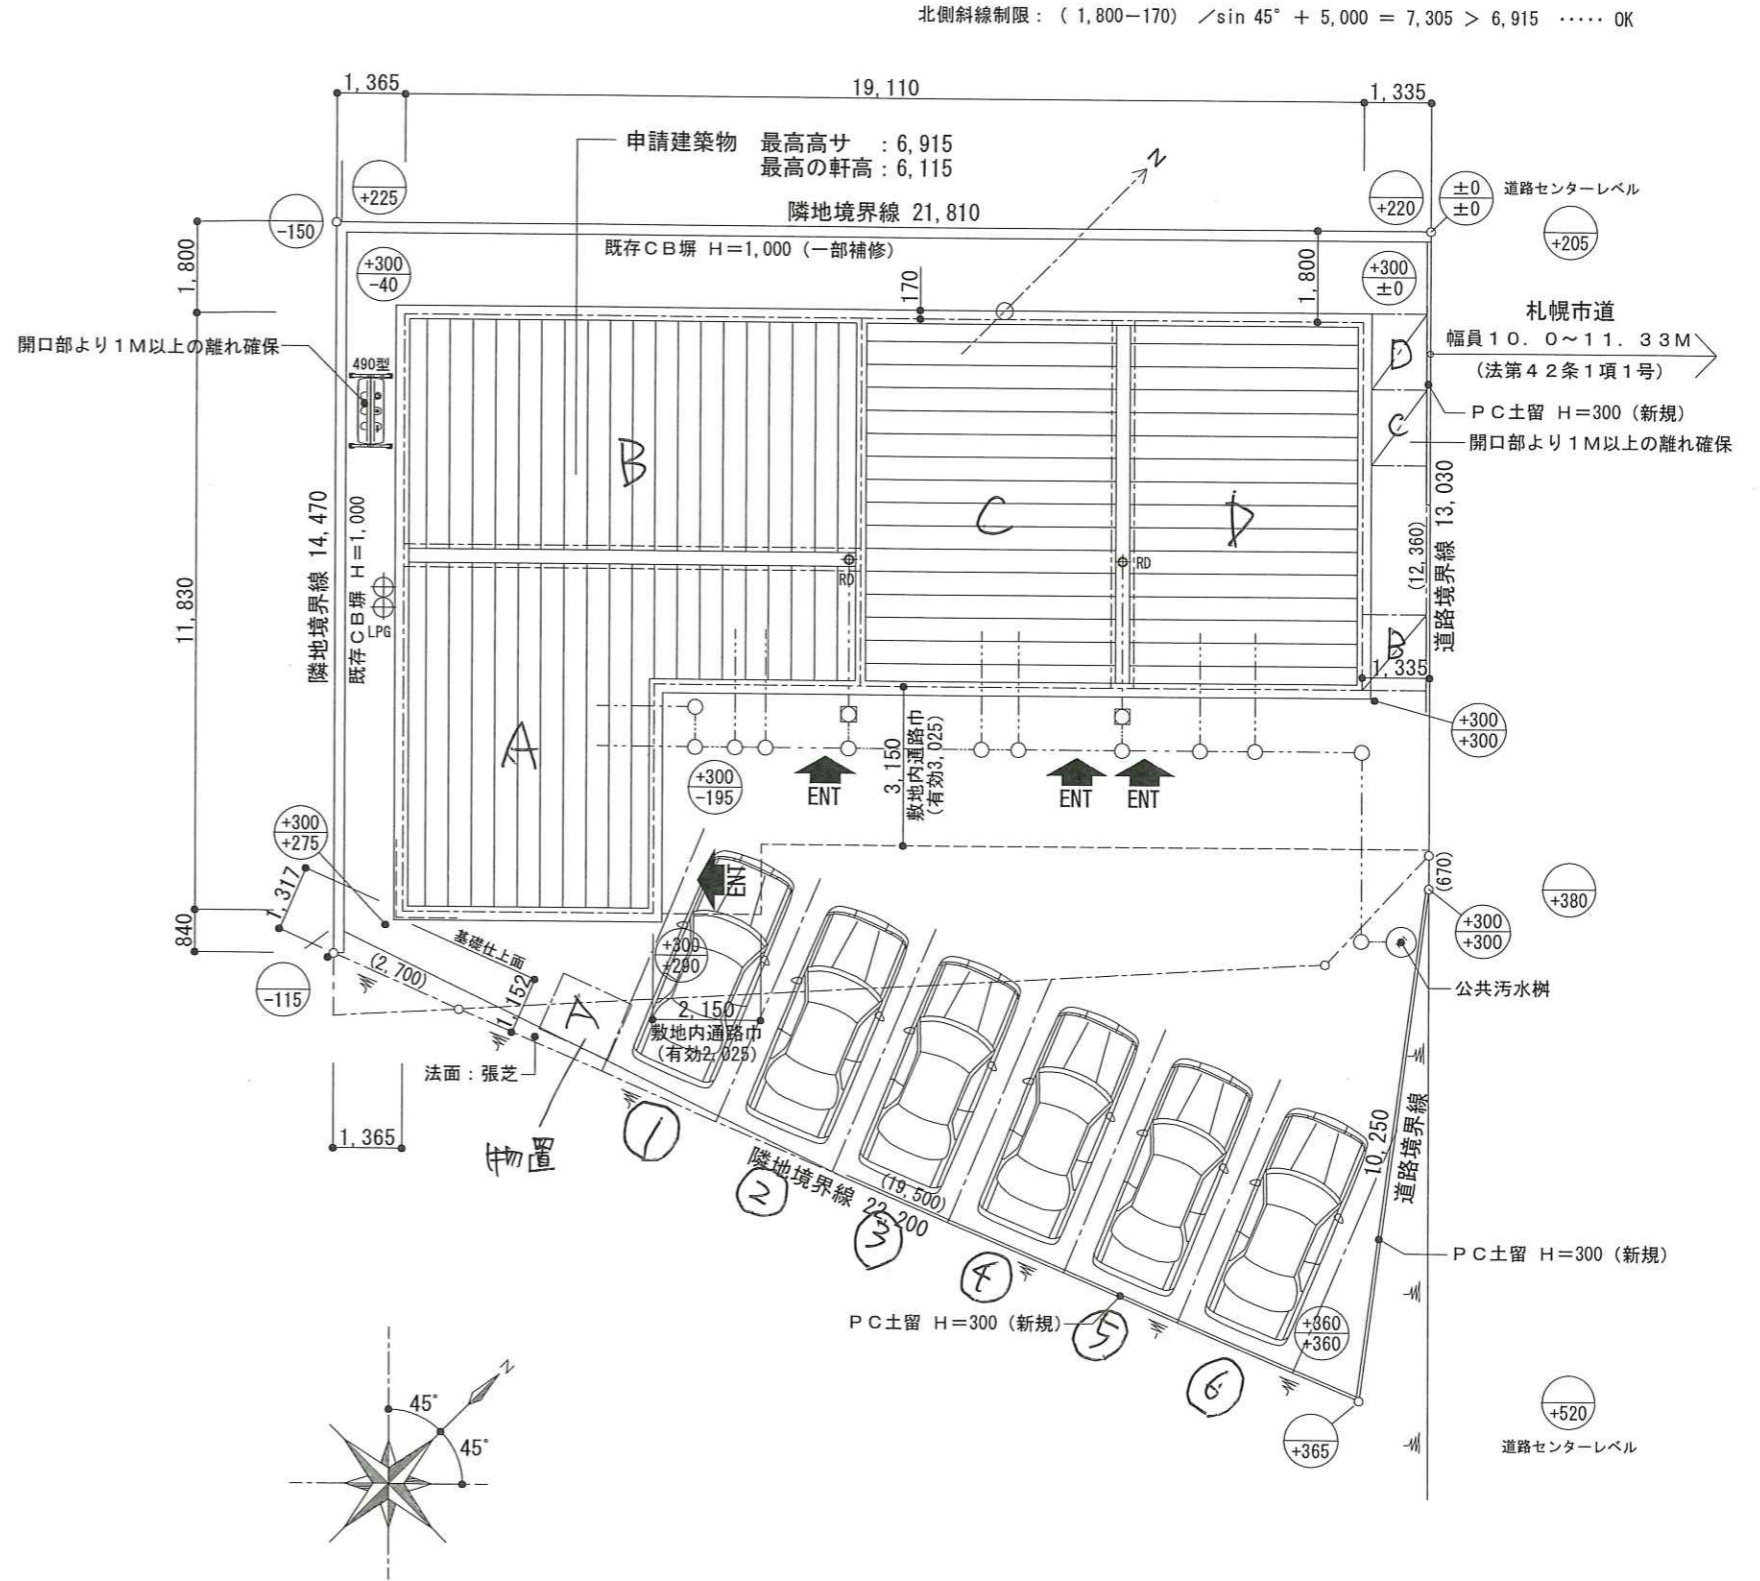 北側斜線制限：（ 1,800－170） ／sin 45° ＋ 5,000 ＝ 7,305 ＞ 6,915 ‥‥‥ OK
1,365
19,110
1,335
申請建築物 最高高サ ：6,915
最高の軒高：6,115
N
+225
-150
隣地境界線 21,810
+220
±0
±0
道路センターレベル
+205
既存ＣＢ塀 Ｈ＝1,000（一部補修）
1,800
+300
-40
170
1,800
+300
±0
札幌市道
幅員１０．０～１１．３３Ｍ
（法第４２条１項１号）
開口部より１Ｍ以上の離れ確保
490型
D
C
ＰＣ土留 Ｈ＝300（新規）
開口部より１Ｍ以上の離れ確保
B
C
D
隣地境界線 14,470
既存ＣＢ塀 Ｈ＝1,000
(12,360)
道路境界線 13,030
RD
RD
LPG
11,830
B
1,335
A
+300
+300
3,150
敷地内通路巾
(有効3,025)
+300
-195
ENT
ENT
ENT
ENT
+300
+275
1,317
840
(670)
+380
+300
+300
基礎仕上面
(2,700)
+300
+290
-115
1,152
A
2,150
敷地内通路巾
(有効2,025)
公共汚水桝
法面：張芝
1,365
物置
①
②
③
④
⑤
⑥
隣地境界線 22,200
(19,500)
10,250
道路境界線
ＰＣ土留 Ｈ＝300（新規）
ＰＣ土留 Ｈ＝300（新規）
+360
+360
+365
+520
道路センターレベル
N
45°
45°